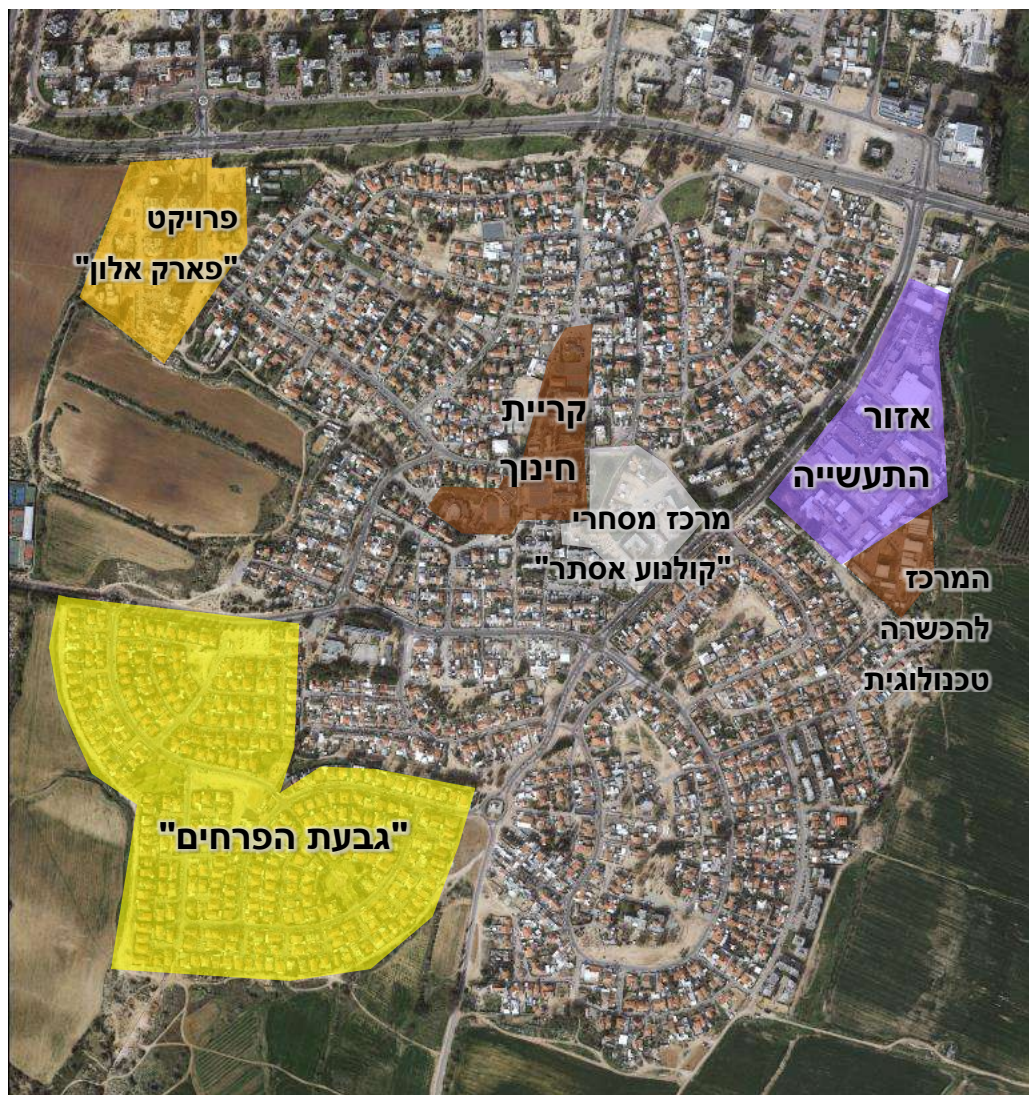 פרויקט
"פארק אלון"
קריית
חינוך
מרכז מסחרי
"קולנוע אסתר"
אזור
התעשייה
המרכז
להכשרה
טכנולוגית
"גבעת הפרחים"